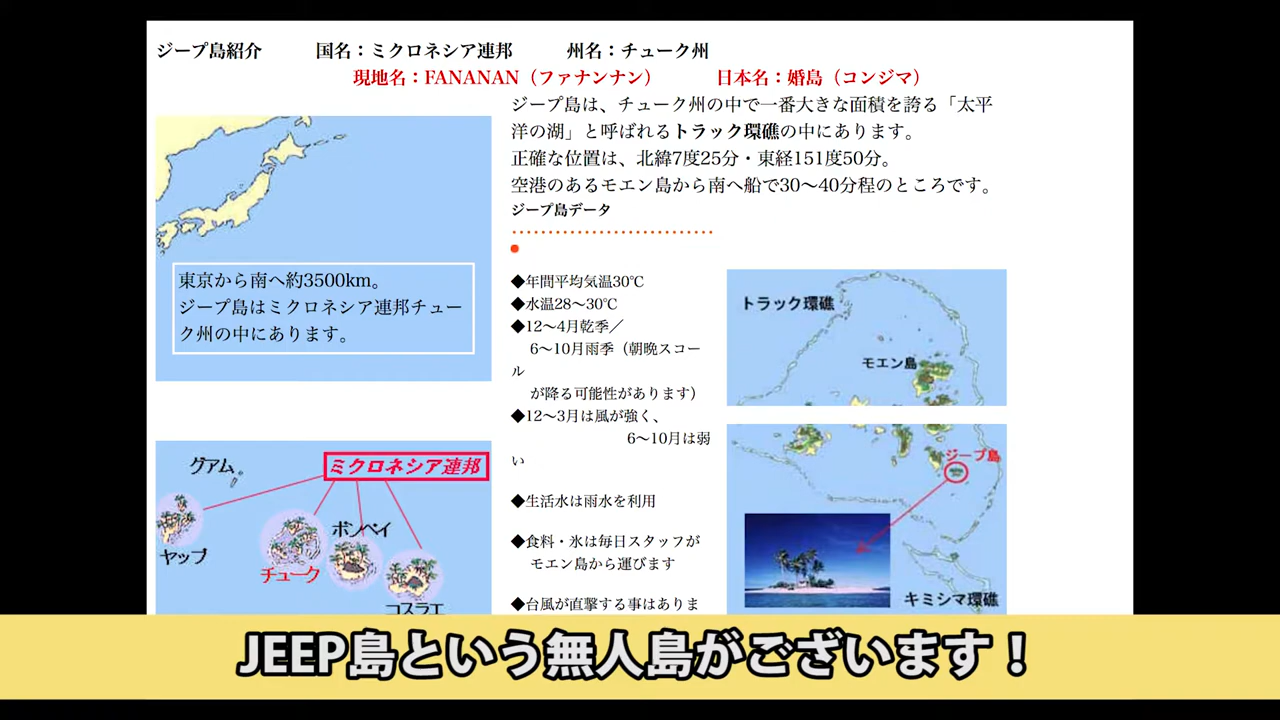 ジープ島紹介　国名：ミクロネシア連邦　州名：チューク州
現地名：FANANAN（ファナンナン）　日本名：婚島（コンジマ）
ジープ島は、チューク州の中で一番大きな面積を誇る「太平
洋の湖」と呼ばれるトラック環礁の中にあります。
正確な位置は、北緯7度25分・東経151度50分。
空港のあるモエン島から南へ船で30〜40分程のところです。
ジープ島データ
東京から南へ約3500km。
ジープ島はミクロネシア連邦チュー
ク州の中にあります。
◆年間平均気温30℃
◆水温28〜30℃
◆12〜4月乾季／
6〜10月雨季（朝晩スコー
ル
が降る可能性があります）
◆12〜3月は風が強く、
6〜10月は弱
い
◆生活水は雨水を利用
◆食料・氷は毎日スタッフが
モエン島から運びます
◆台風が直撃する事はありま
トラック環礁
モエン島
ジープ島
キミシマ環礁
グアム
ミクロネシア連邦
ヤップ
チューク
ポンペイ
コスラエ
JEEP島という無人島がございます！